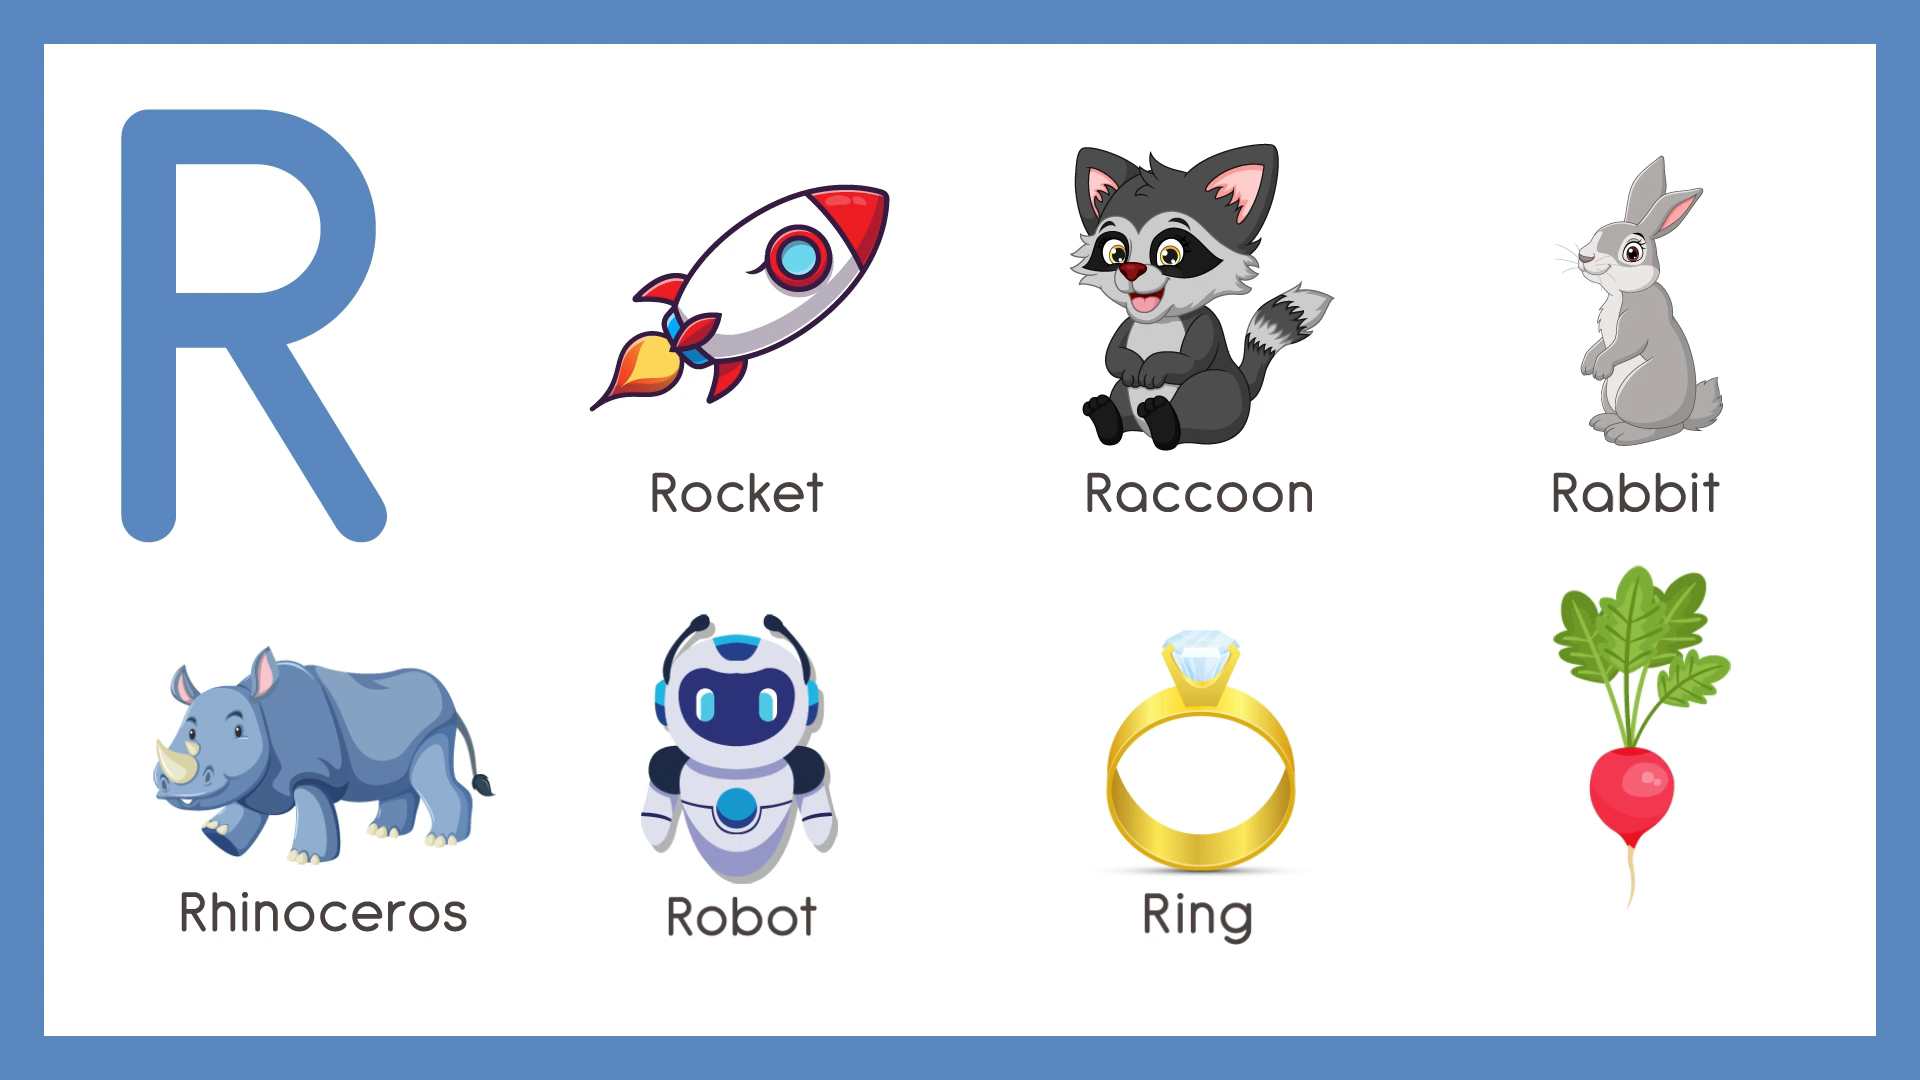 R
Rocket
Raccoon
Rabbit
Rhinoceros
Robot
Ring